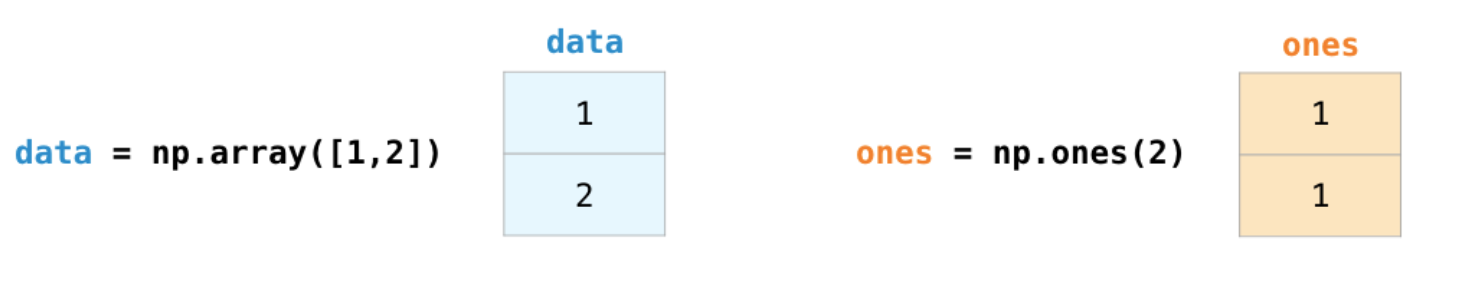 data
ones
data = np.array([1,2])
1
2
ones = np.ones(2)
1
1